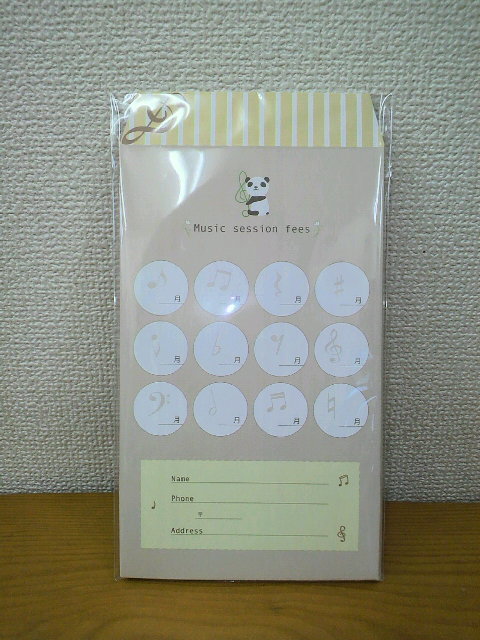 Music session fees
月 月 月 月
月 月 月 月
月 月 月 月
Name
Phone
〒
Address